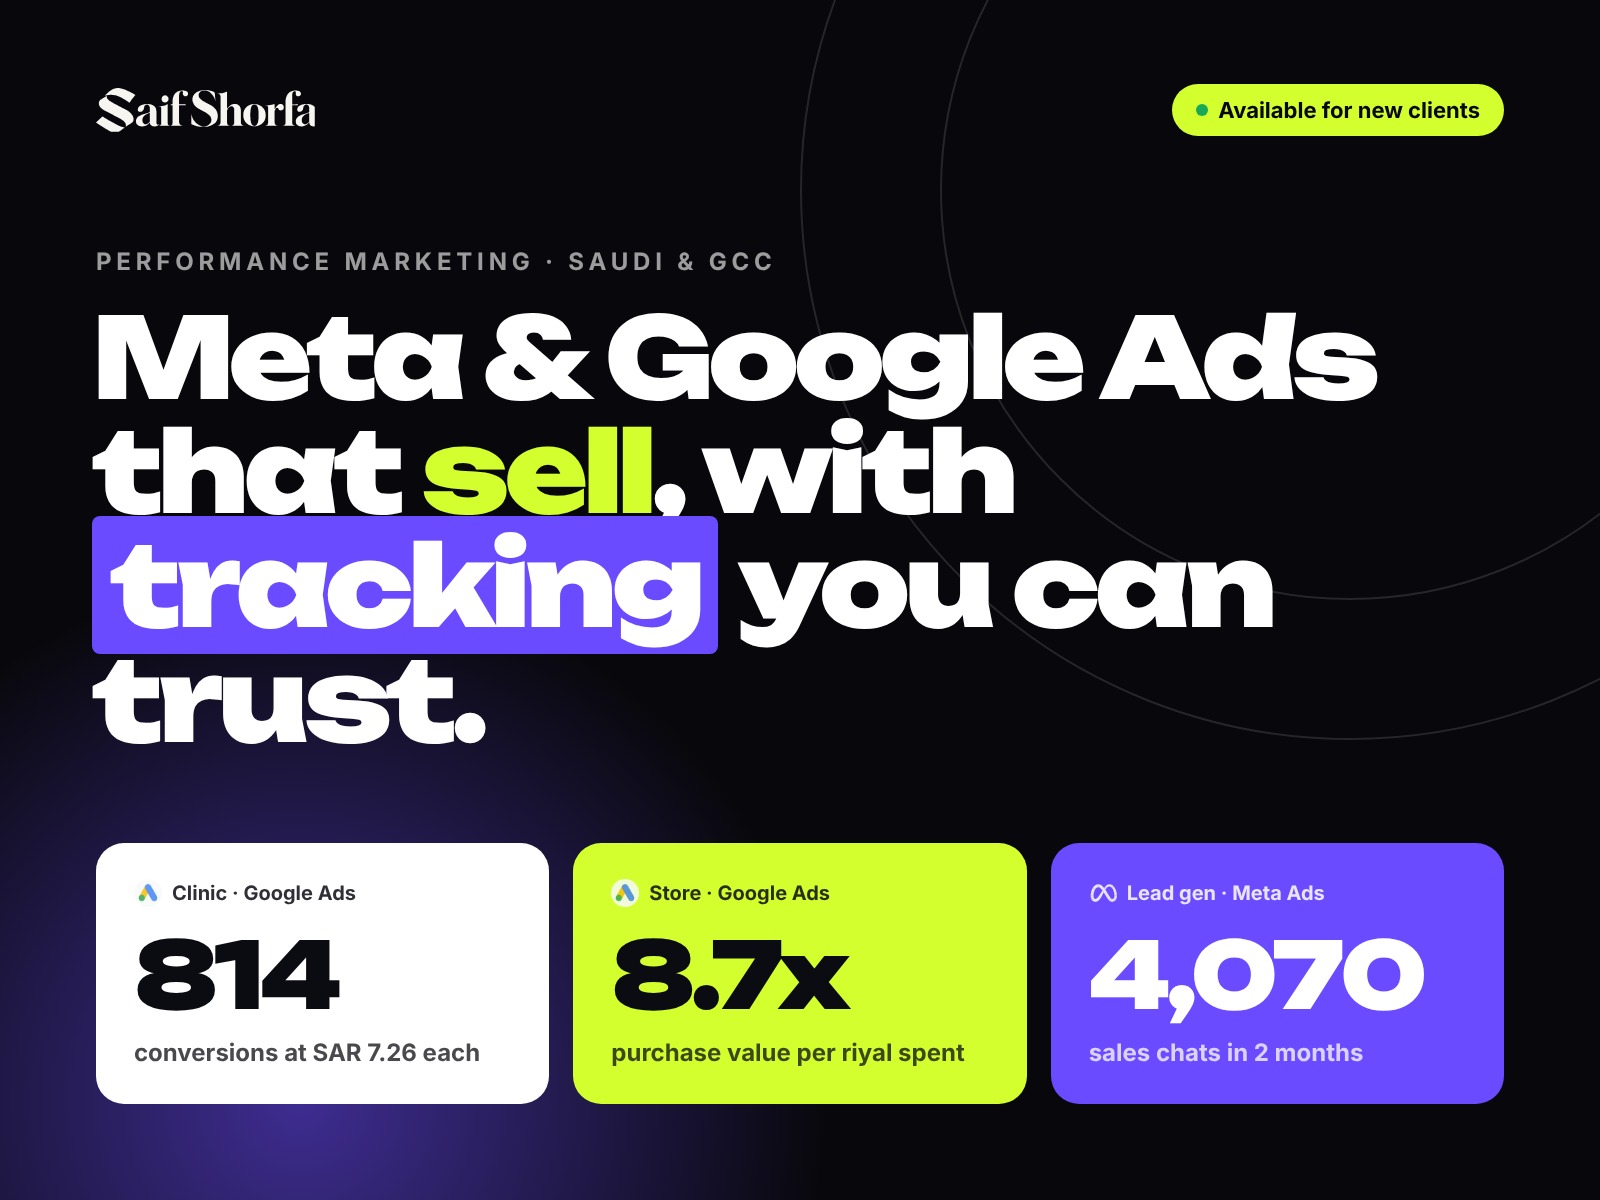 Saif Shorfa
Available for new clients
PERFORMANCE MARKETING · SAUDI & GCC
Meta & Google Ads
that sell, with
tracking you can
trust.
Clinic · Google Ads
814
conversions at SAR 7.26 each
Store · Google Ads
8.7x
purchase value per riyal spent
Lead gen · Meta Ads
4,070
sales chats in 2 months